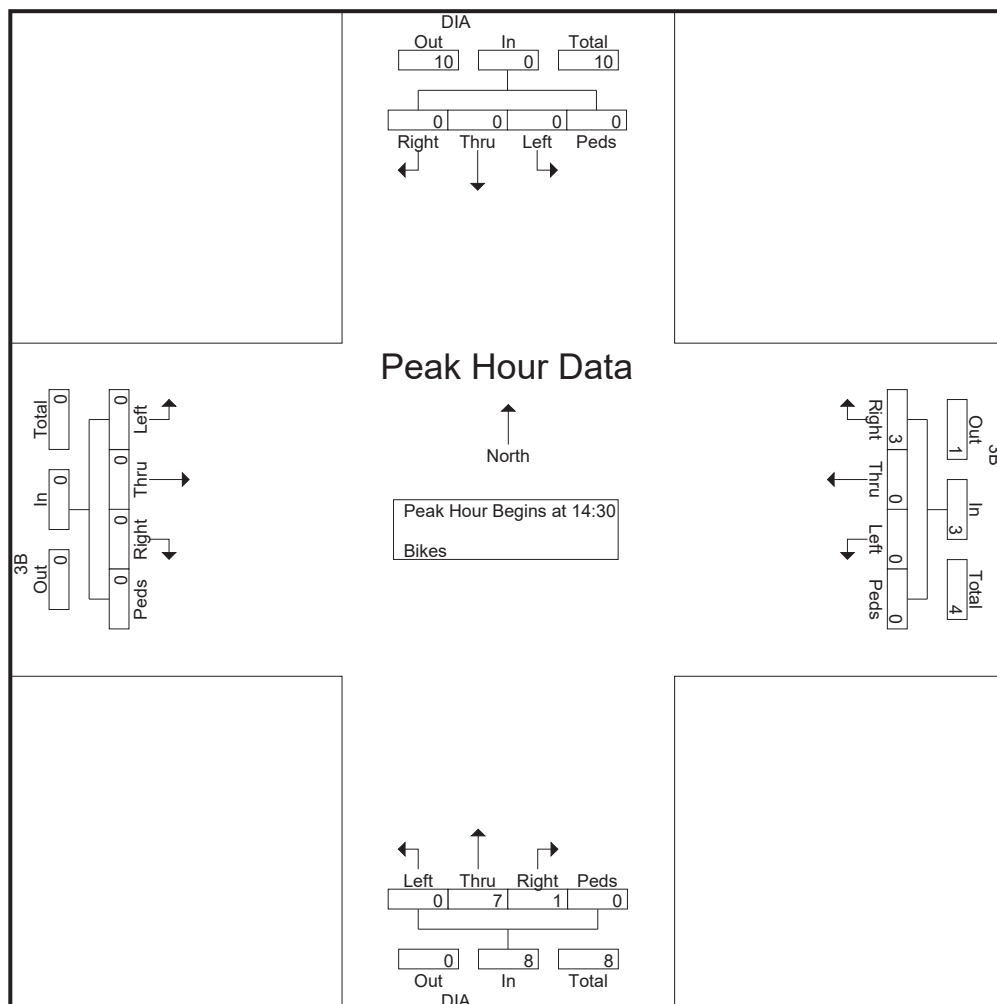 DIA
Out In Total
10 0 10
0 0 0 0
Right Thru Left Peds
Peak Hour Data
North
Peak Hour Begins at 14:30
Bikes
Total In Out
0 0 0
3B
0 0 0 0
Left Thru Right Peds
3B
Out In Total
1 3 4
3 0 0 0
Right Thru Left Peds
Left Thru Right Peds
0 7 1 0
0 8 8
Out In Total
DIA